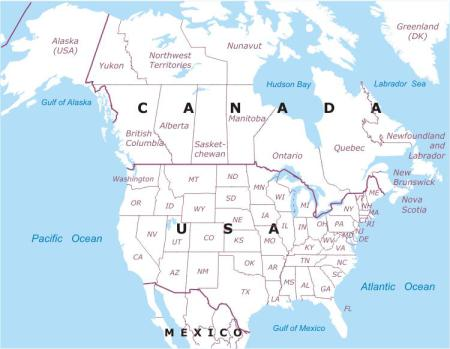 Greenland
(DK)
Alaska
(USA)
Yukon
Northwest
Territories
Nunavut
Hudson Bay
Labrador Sea
Gulf of Alaska
C A N A D A
British
Columbia
Alberta
Sasket-
chewan
Manitoba
Ontario
Quebec
Newfoundland
and
Labrador
New
Brunswick
Nova
Scotia
Washington
MT
ND
MN
OR
ID
WY
SD
WI
MI
NY
VT
NH
ME
MA
RI
NV
UT
CO
NE
IA
IL
IN
OH
PA
NJ
MD
DE
U S A
Pacific Ocean
CA
KS
MO
WV
VA
KY
AZ
NM
OK
AR
TN
NC
SC
TX
LA
MS
AL
GA
FL
Atlantic Ocean
Gulf of Mexico
M E X I C O